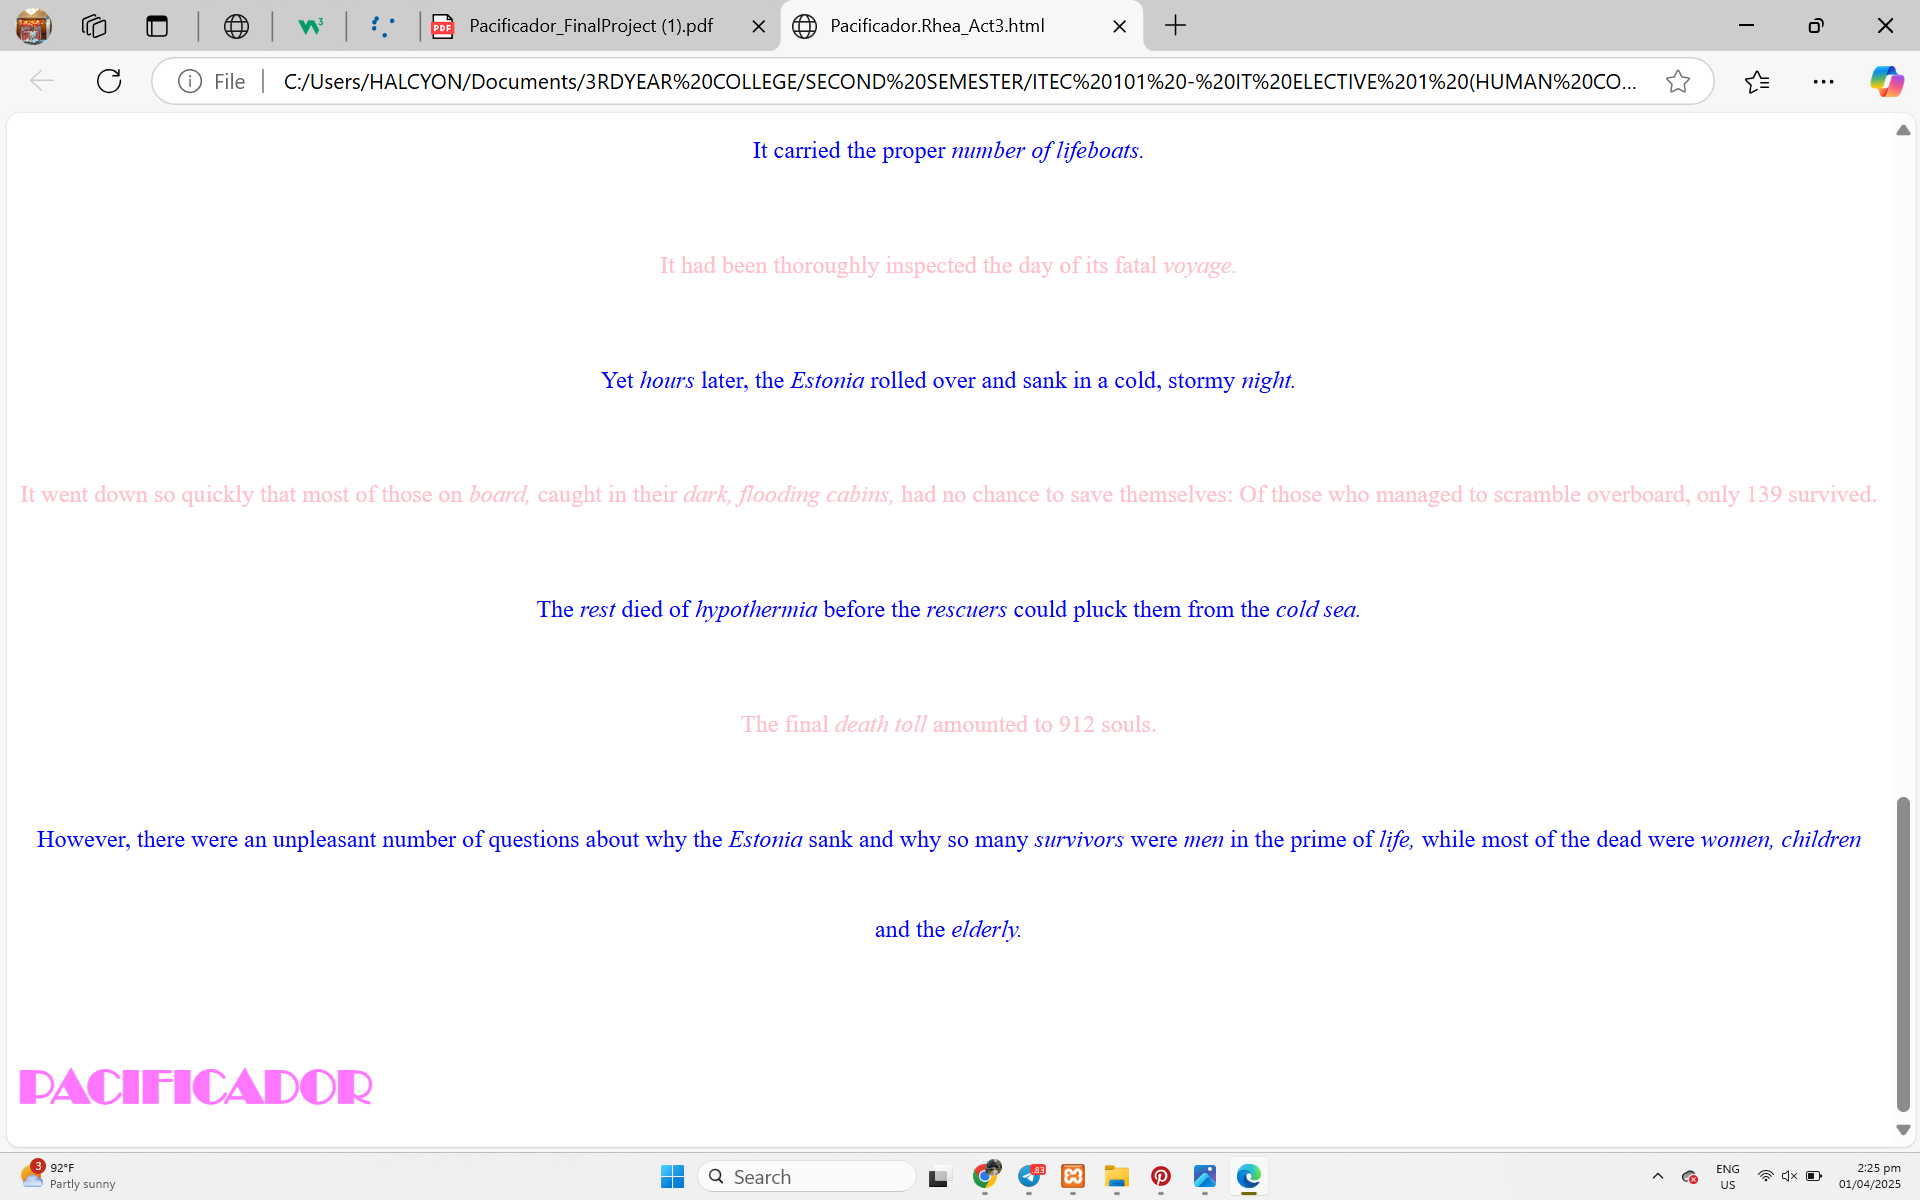 Pacificador_FinalProject (1).pdf
Pacificador.Rhea_Act3.html
File
C:/Users/HALCYON/Documents/3RDYEAR%20COLLEGE/SECOND%20SEMESTER/ITEC%20101%20-%20IT%20ELECTIVE%201%20(HUMAN%20CO...
It carried the proper number of lifeboats.
It had been thoroughly inspected the day of its fatal voyage.
Yet hours later, the Estonia rolled over and sank in a cold, stormy night.
It went down so quickly that most of those on board, caught in their dark, flooding cabins, had no chance to save themselves: Of those who managed to scramble overboard, only 139 survived.
The rest died of hypothermia before the rescuers could pluck them from the cold sea.
The final death toll amounted to 912 souls.
However, there were an unpleasant number of questions about why the Estonia sank and why so many survivors were men in the prime of life, while most of the dead were women, children
and the elderly.
PACIFICADOR
3
92°F
Partly sunny
Search
83
ENG
US
2:25 pm
01/04/2025